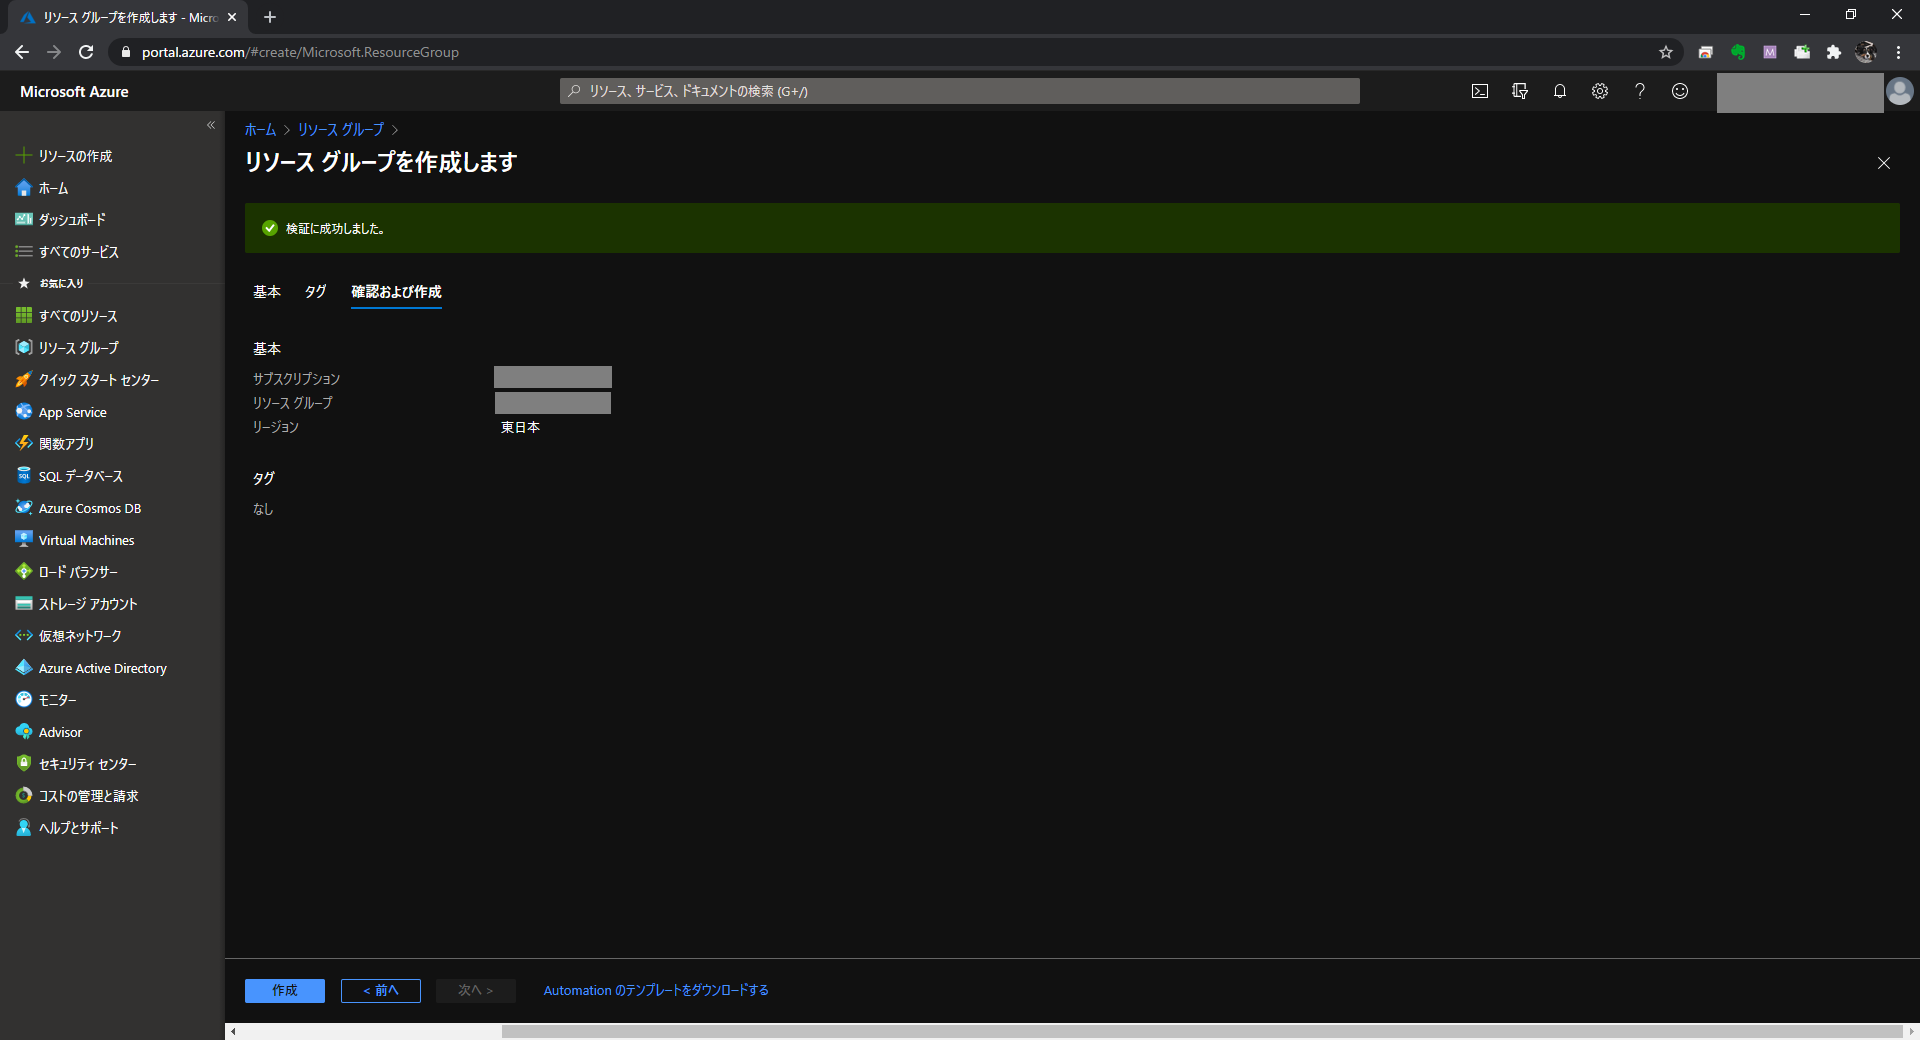 リソース グループを作成します - Micro
portal.azure.com/#create/Microsoft.ResourceGroup
Microsoft Azure
リソース、サービス、ドキュメントの検索 (G+/)
リソースの作成
ホーム
ダッシュボード
すべてのサービス
お気に入り
すべてのリソース
リソース グループ
クイック スタート センター
App Service
関数アプリ
SQL データベース
Azure Cosmos DB
Virtual Machines
ロード バランサー
ストレージ アカウント
仮想ネットワーク
Azure Active Directory
モニター
Advisor
セキュリティ センター
コストの管理と請求
ヘルプとサポート
ホーム > リソース グループ >
リソース グループを作成します
検証に成功しました。
基本 タグ 確認および作成
基本
サブスクリプション
リソース グループ
リージョン 東日本
タグ
なし
作成 < 前へ 次へ > Automation のテンプレートをダウンロードする